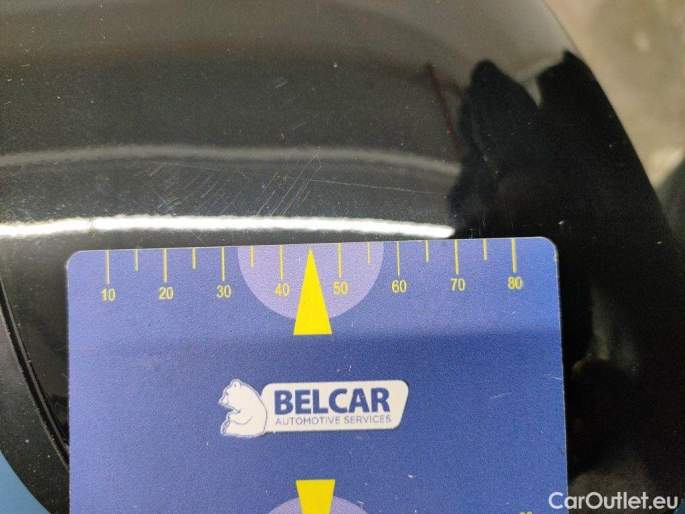 10 20 30 40 50 60 70 80
BELCAR
AUTOMOTIVE SERVICES
CarOutlet.eu